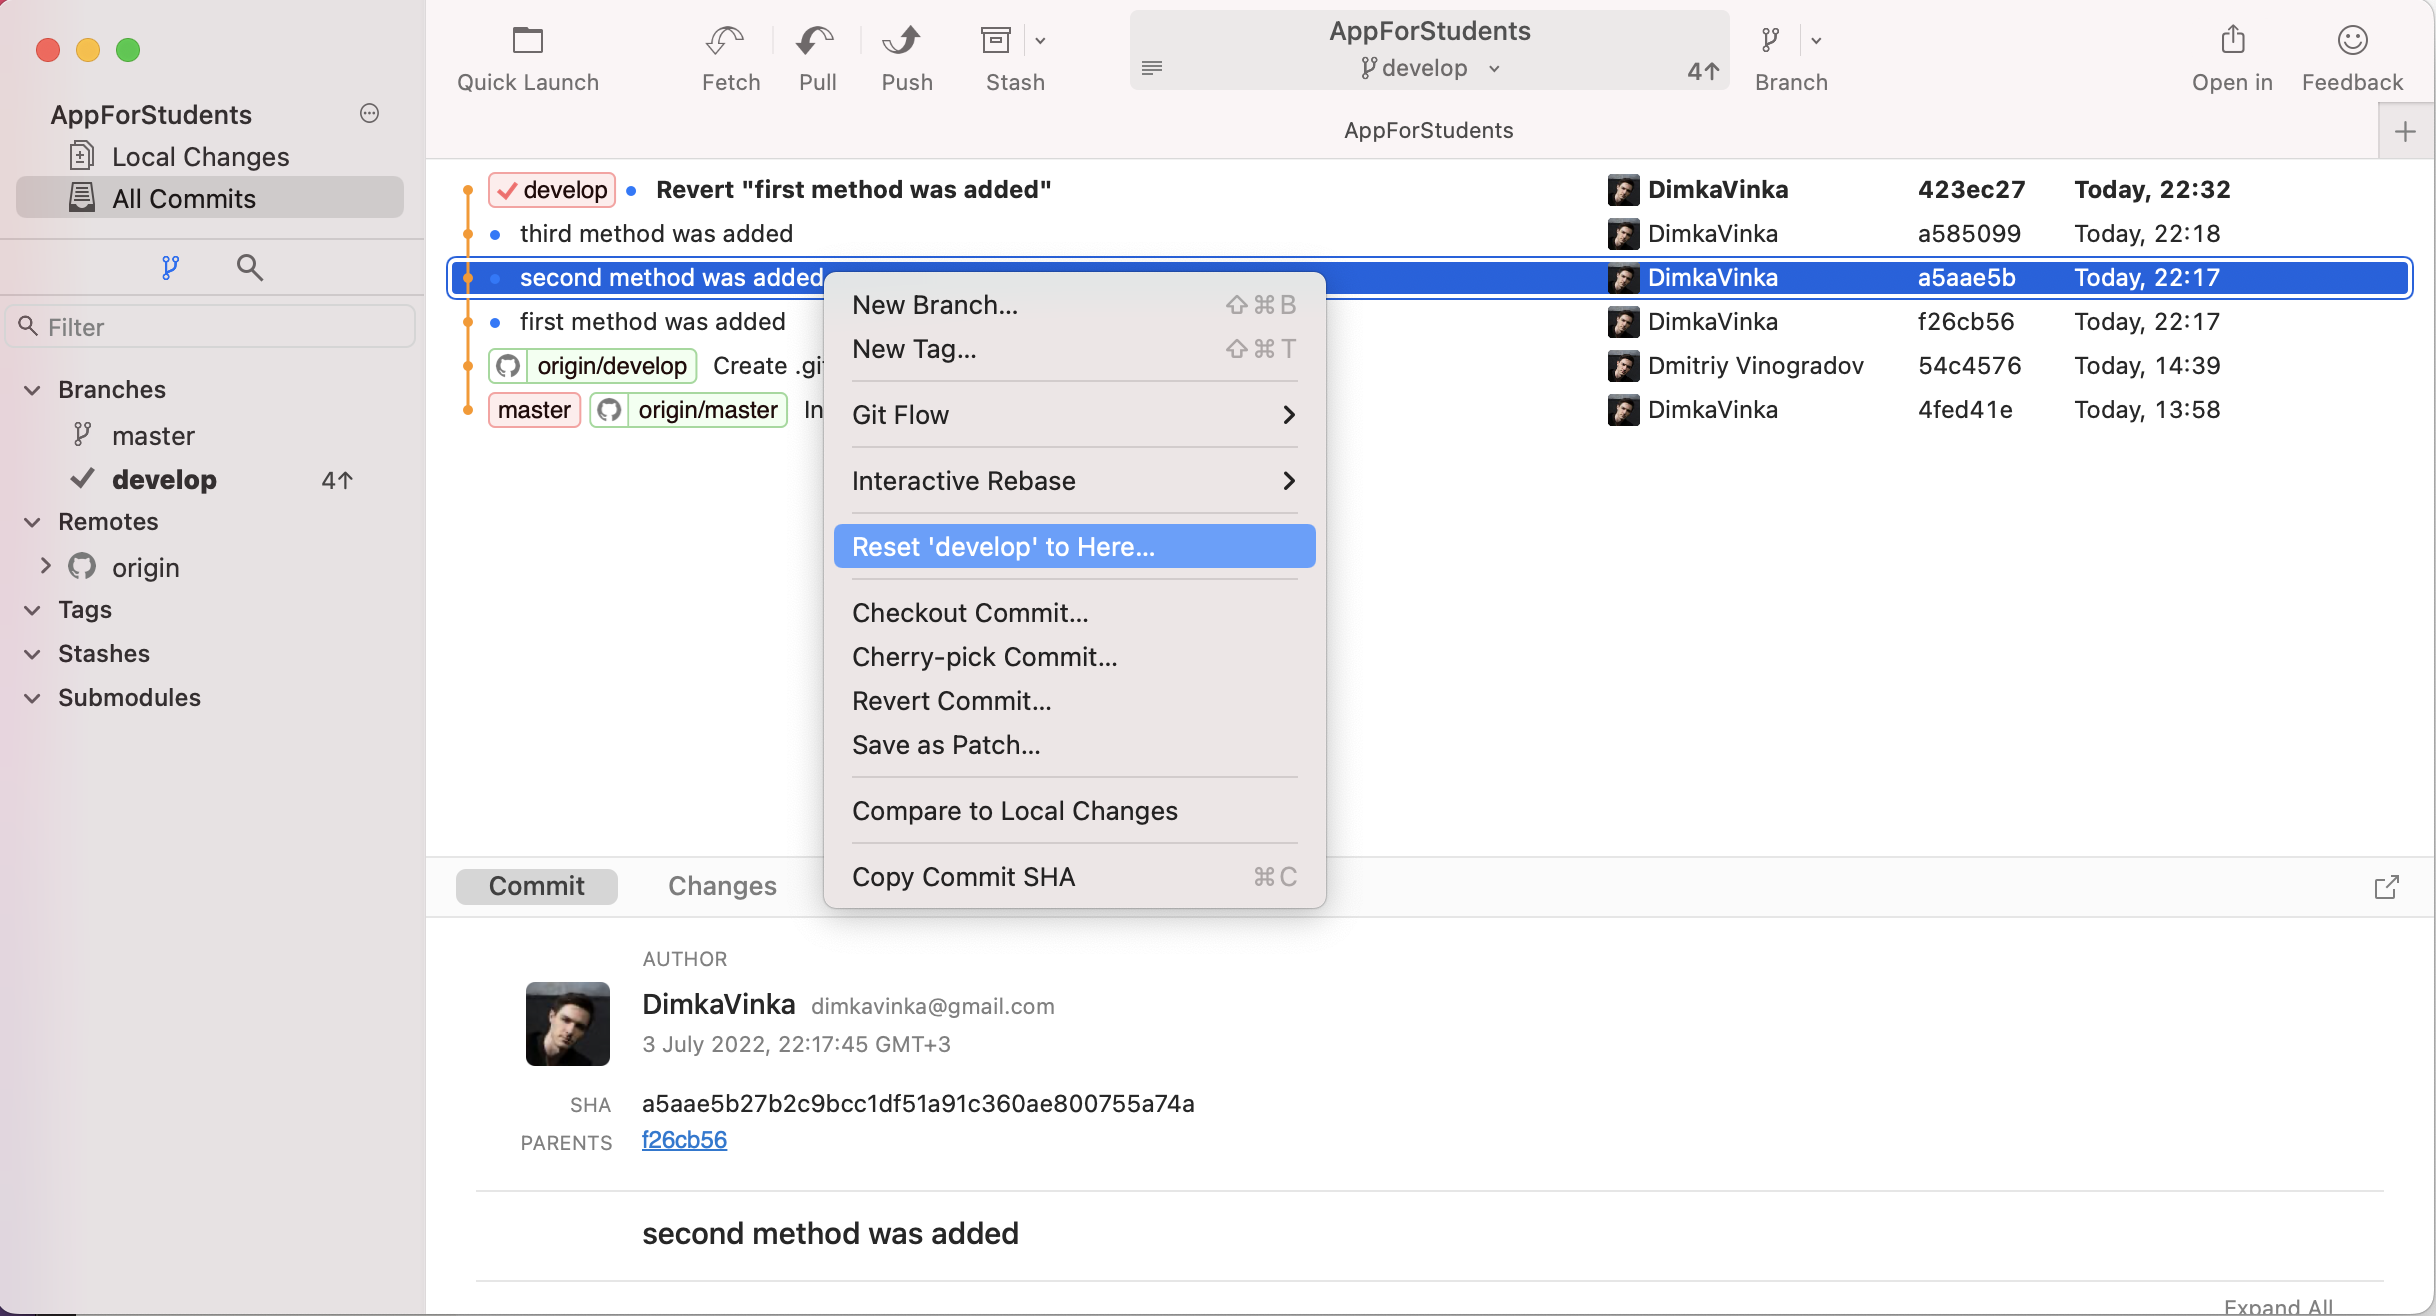 Quick Launch
Fetch
Pull
Push
Stash
AppForStudents
develop
4↑
Branch
Open in
Feedback
AppForStudents
AppForStudents
Local Changes
All Commits
Filter
Branches
master
develop 4↑
Remotes
origin
Tags
Stashes
Submodules
develop Revert "first method was added" DimkaVinka 423ec27 Today, 22:32
third method was added DimkaVinka a585099 Today, 22:18
second method was added DimkaVinka a5aae5b Today, 22:17
first method was added DimkaVinka f26cb56 Today, 22:17
origin/develop Create .gi Dmitriy Vinogradov 54c4576 Today, 14:39
master origin/master In DimkaVinka 4fed41e Today, 13:58
New Branch... ⇧⌘B
New Tag... ⇧⌘T
Git Flow
Interactive Rebase
Reset 'develop' to Here...
Checkout Commit...
Cherry-pick Commit...
Revert Commit...
Save as Patch...
Compare to Local Changes
Copy Commit SHA ⌘C
Commit
Changes
AUTHOR
DimkaVinka dimkavinka@gmail.com
3 July 2022, 22:17:45 GMT+3
SHA a5aae5b27b2c9bcc1df51a91c360ae800755a74a
PARENTS f26cb56
second method was added
Expand All